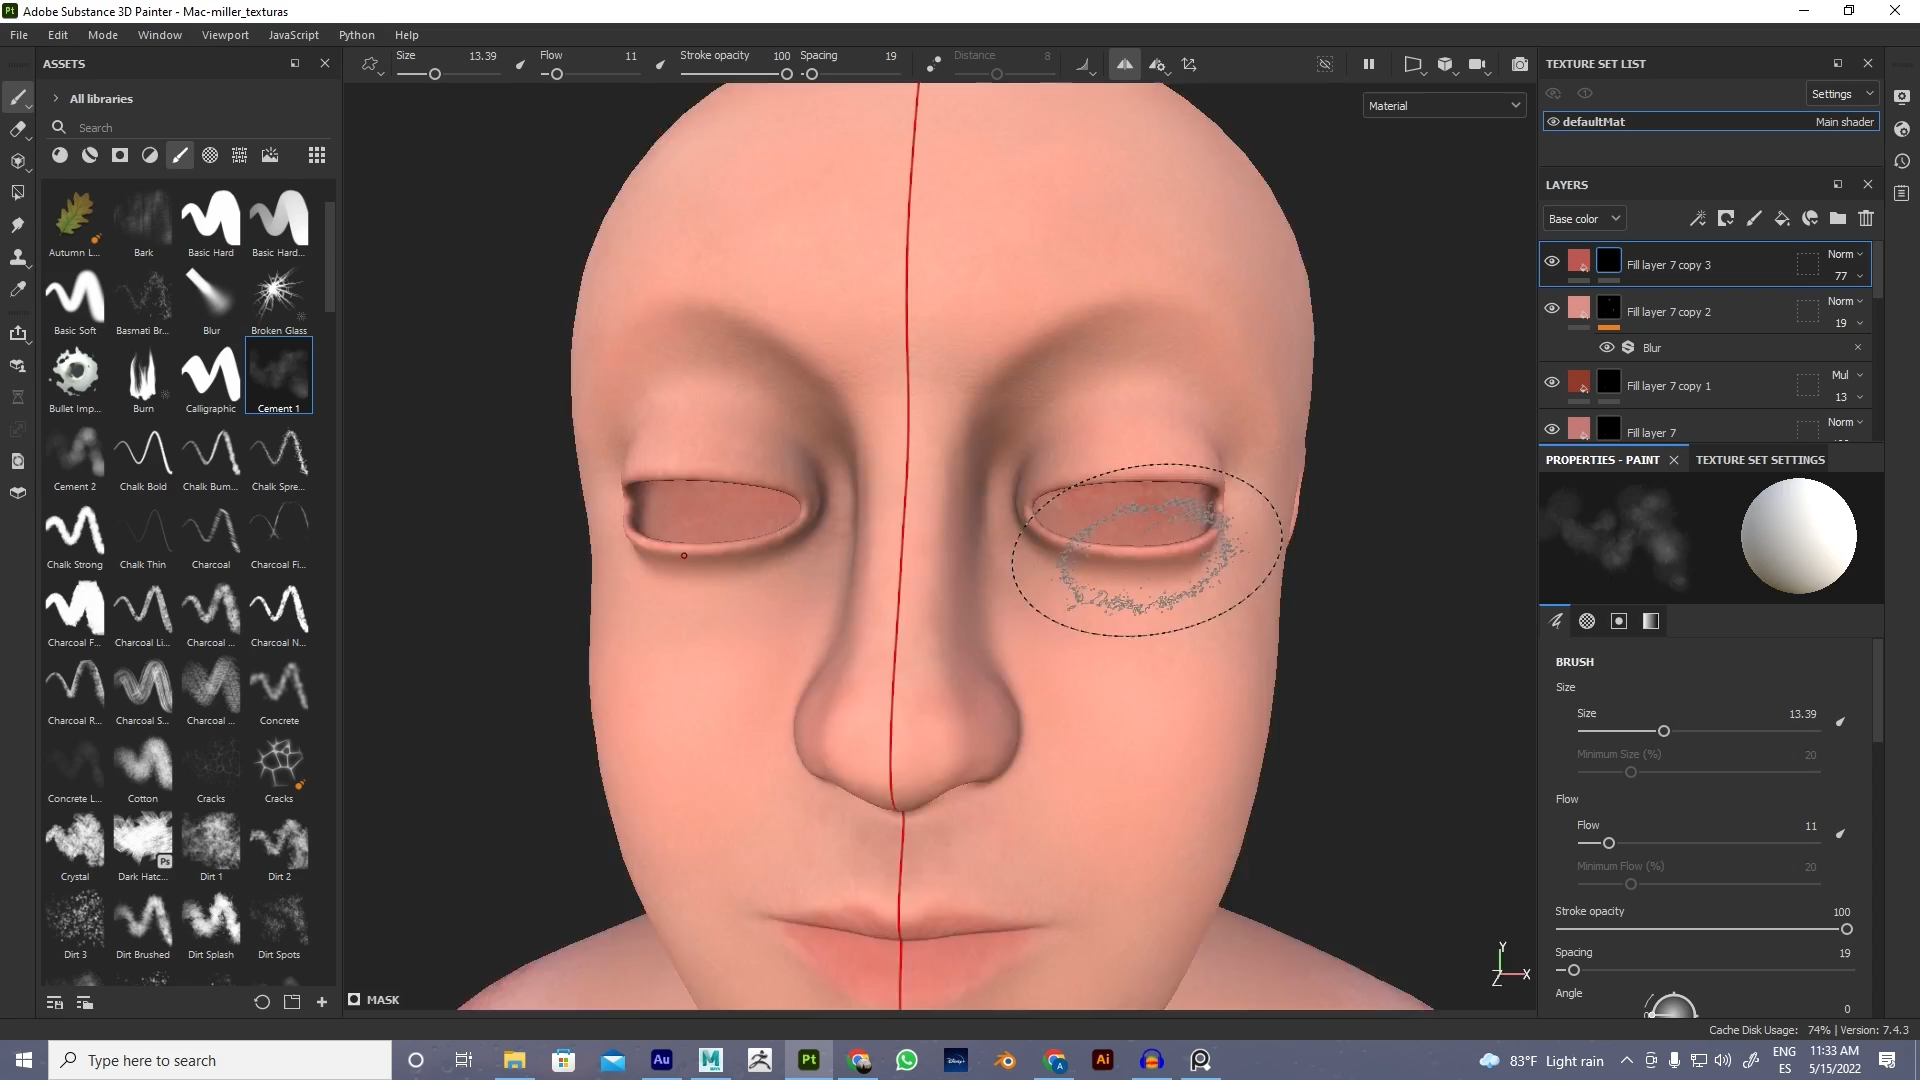 Pt Adobe Substance 3D Painter - Mac-miller_texturas
File Edit Mode Window Viewport JavaScript Python Help
ASSETS
Size 13.39 Flow 11 Stroke opacity 100 Spacing 19 Distance 8
TEXTURE SET LIST
All libraries
Settings
Search
Material
defaultMat Main shader
LAYERS
Base color
Autumn L... Bark Basic Hard Basic Hard...
Fill layer 7 copy 3 Norm 77
Fill layer 7 copy 2 Norm 19
Basic Soft Basmati Br... Blur Broken Glass
Blur
Fill layer 7 copy 1 Mul 13
Bullet Imp... Burn Calligraphic Cement 1
Fill layer 7 Norm
PROPERTIES - PAINT TEXTURE SET SETTINGS
Cement 2 Chalk Bold Chalk Bum... Chalk Spre...
Chalk Strong Chalk Thin Charcoal Charcoal Fi...
Charcoal F... Charcoal Li... Charcoal ... Charcoal N...
BRUSH
Size
Size 13.39
Charcoal R... Charcoal S... Charcoal ... Concrete
Minimum Size (%) 20
Flow
Concrete L... Cotton Cracks Cracks
Flow 11
Ps
Minimum Flow (%) 20
Crystal Dark Hatc... Dirt 1 Dirt 2
Stroke opacity 100
Dirt 3 Dirt Brushed Dirt Splash Dirt Spots
Spacing 19
Y
X
Z
Angle 0
MASK
Cache Disk Usage: 74% | Version: 7.4.3
Type here to search
Au
Pt
Ai
83°F Light rain
ENG
ES
11:33 AM
5/15/2022